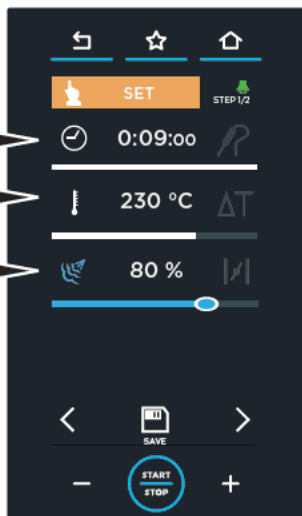 SET
STEP 1/2
0:09:00
230 °C
ΔT
80 %
SAVE
START
STOP